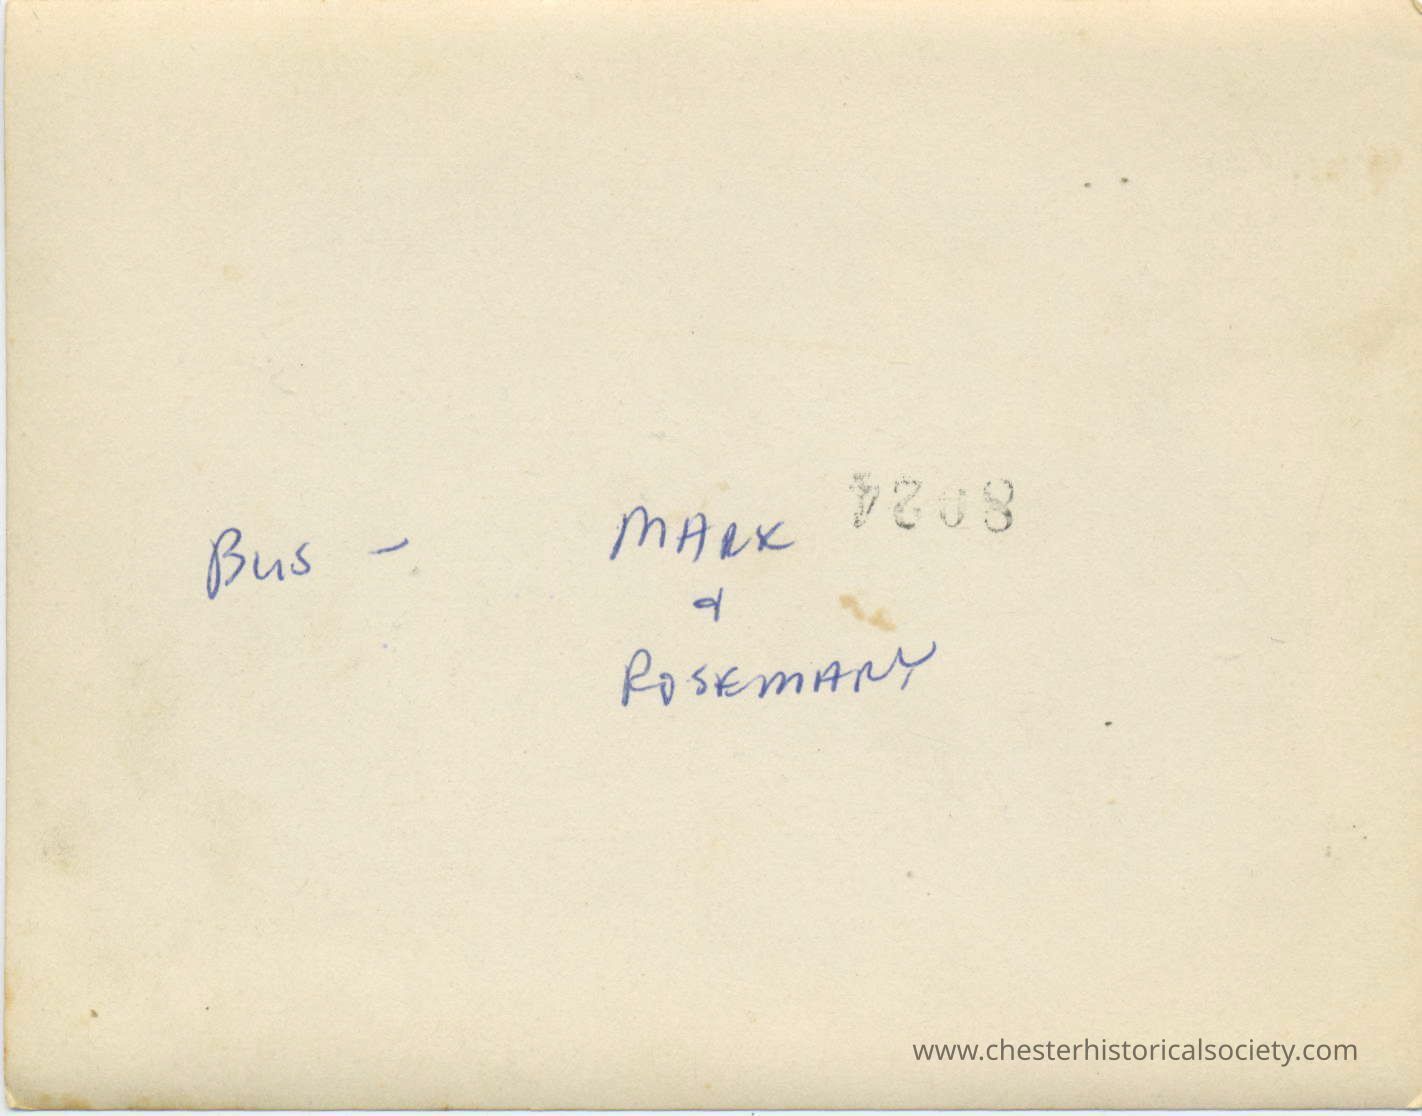 8024
Bus - MARK
&
ROSEMARY
www.chesterhistoricalsociety.com